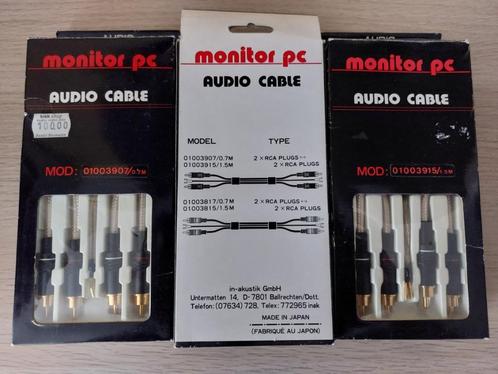 AUDIO
monitor pc
AUDIO CABLE
100.00
MOD: 01003907/0.7M
monitor pc
AUDIO CABLE
MODEL TYPE
01003907/0.7M 2 × RCA PLUGS ↔
01003915/1.5M 2 × RCA PLUGS
01003817/0.7M 2 × RCA PLUGS ↔
01003815/1.5M 2 × RCA PLUGS
in-akustik GmbH
Untermatten 14, D-7801 Ballrechten/Dott.
Telefon: (07634) 728, Telex: 772965 inak
MADE IN JAPAN
(FABRIQUÉ AU JAPON)
monitor pc
AUDIO CABLE
MOD: 01003915/1.5M